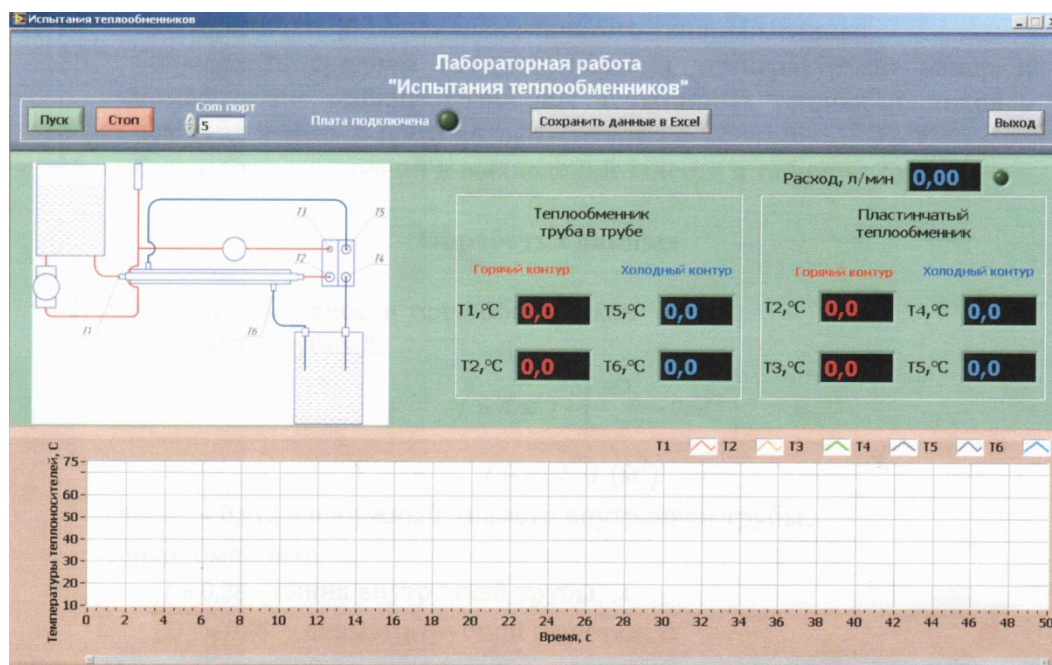 Испытания теплообменников
Лабораторная работа
"Испытания теплообменников"
Пуск
Стоп
Com порт
5
Плата подключена
Сохранить данные в Excel
Выход
Расход, л/мин 0,00
T3 T5
T2 T4
T1 T6
Теплообменник
труба в трубе
Горячий контур Холодный контур
T1,°C 0,0 T5,°C 0,0
T2,°C 0,0 T6,°C 0,0
Пластинчатый
теплообменник
Горячий контур Холодный контур
T2,°C 0,0 T4,°C 0,0
T3,°C 0,0 T5,°C 0,0
T1 T2 T3 T4 T5 T6
Температуры теплоносителей, С
75
60
50
40
30
20
10
0 2 4 6 8 10 12 14 16 18 20 22 24 26 28 30 32 34 36 38 40 42 44 46 48 50
Время, с